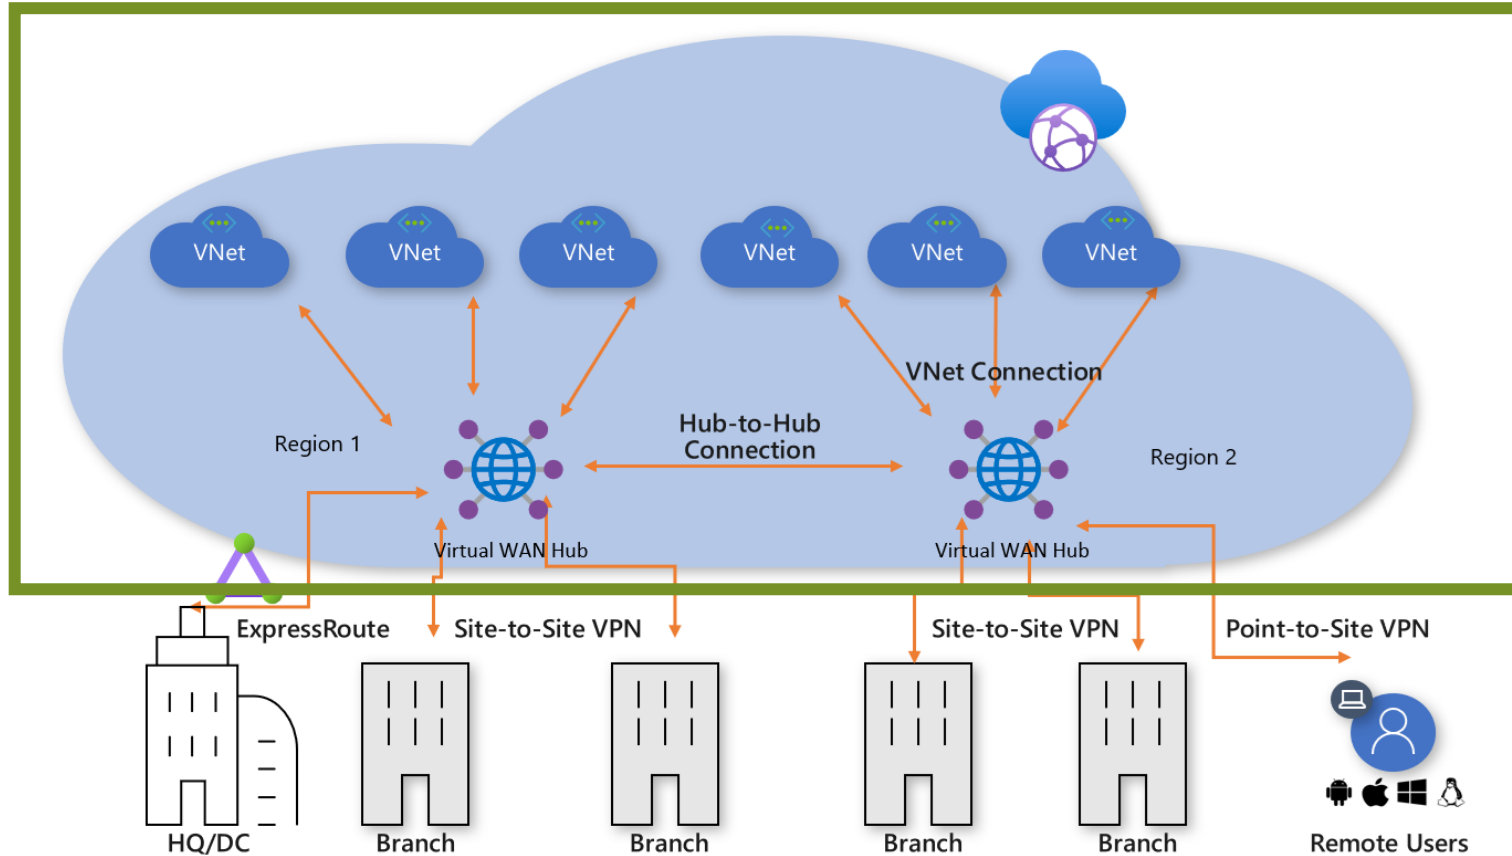 VNet
VNet
VNet
VNet
VNet
VNet
VNet Connection
Hub-to-Hub
Connection
Region 1
Region 2
Virtual WAN Hub
Virtual WAN Hub
ExpressRoute
Site-to-Site VPN
Site-to-Site VPN
Point-to-Site VPN
HQ/DC
Branch
Branch
Branch
Branch
Remote Users